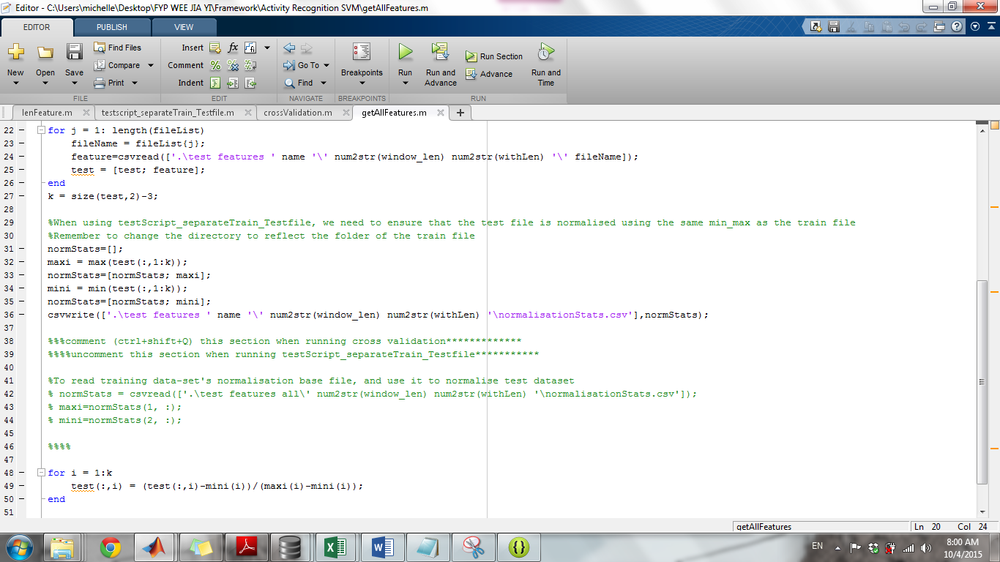 Editor - C:\Users\michelle\Desktop\FYP WEE JIA YI\Framework\Activity Recognition SVM\getAllFeatures.m
EDITOR PUBLISH VIEW
New Open Save Find Files Compare Print
FILE
Insert fx
Comment
Indent
EDIT
Go To Find
NAVIGATE
Breakpoints
BREAKPOINTS
Run Run and Advance Run Section Advance Run and Time
RUN
lenFeature.m testscript_separateTrain_Testfile.m crossValidation.m getAllFeatures.m
22 for j = 1: length(fileList)
23 fileName = fileList{j};
24 feature=csvread(['.\test features ' name '\' num2str(window_len) num2str(withLen) '\' fileName]);
25 test = [test; feature];
26 end
27 k = size(test,2)-3;
28
29 %When using testScript_separateTrain_Testfile, we need to ensure that the test file is normalised using the same min_max as the train file
30 %Remember to change the directory to reflect the folder of the train file
31 normStats=[];
32 maxi = max(test(:,1:k));
33 normStats=[normStats; maxi];
34 mini = min(test(:,1:k));
35 normStats=[normStats; mini];
36 csvwrite(['.\test features ' name '\' num2str(window_len) num2str(withLen) '\normalisationStats.csv'],normStats);
37
38 %%%comment (ctrl+shift+Q) this section when running cross validation*************
39 %%%%uncomment this section when running testScript_separateTrain_Testfile***********
40
41 %To read training data-set's normalisation base file, and use it to normalise test dataset
42 % normStats = csvread(['.\test features all\' num2str(window_len) num2str(withLen) '\normalisationStats.csv']);
43 % maxi=normStats(1, :);
44 % mini=normStats(2, :);
45
46 %%%%
47
48 for i = 1:k
49 test(:,i) = (test(:,i)-mini(i))/(maxi(i)-mini(i));
50 end
51
getAllFeatures Ln 20 Col 24
EN 8:00 AM
10/4/2015